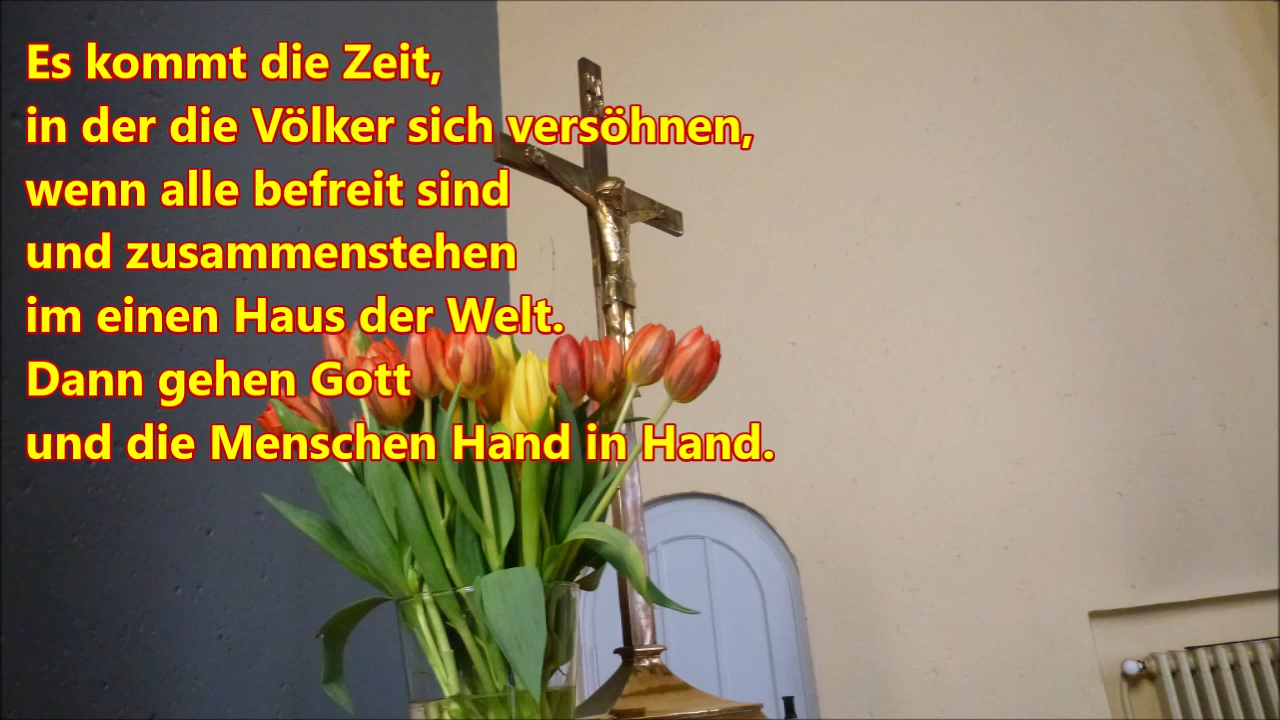 Es kommt die Zeit,
in der die Völker sich versöhnen,
wenn alle befreit sind
und zusammenstehen
im einen Haus der Welt.
Dann gehen Gott
und die Menschen Hand in Hand.